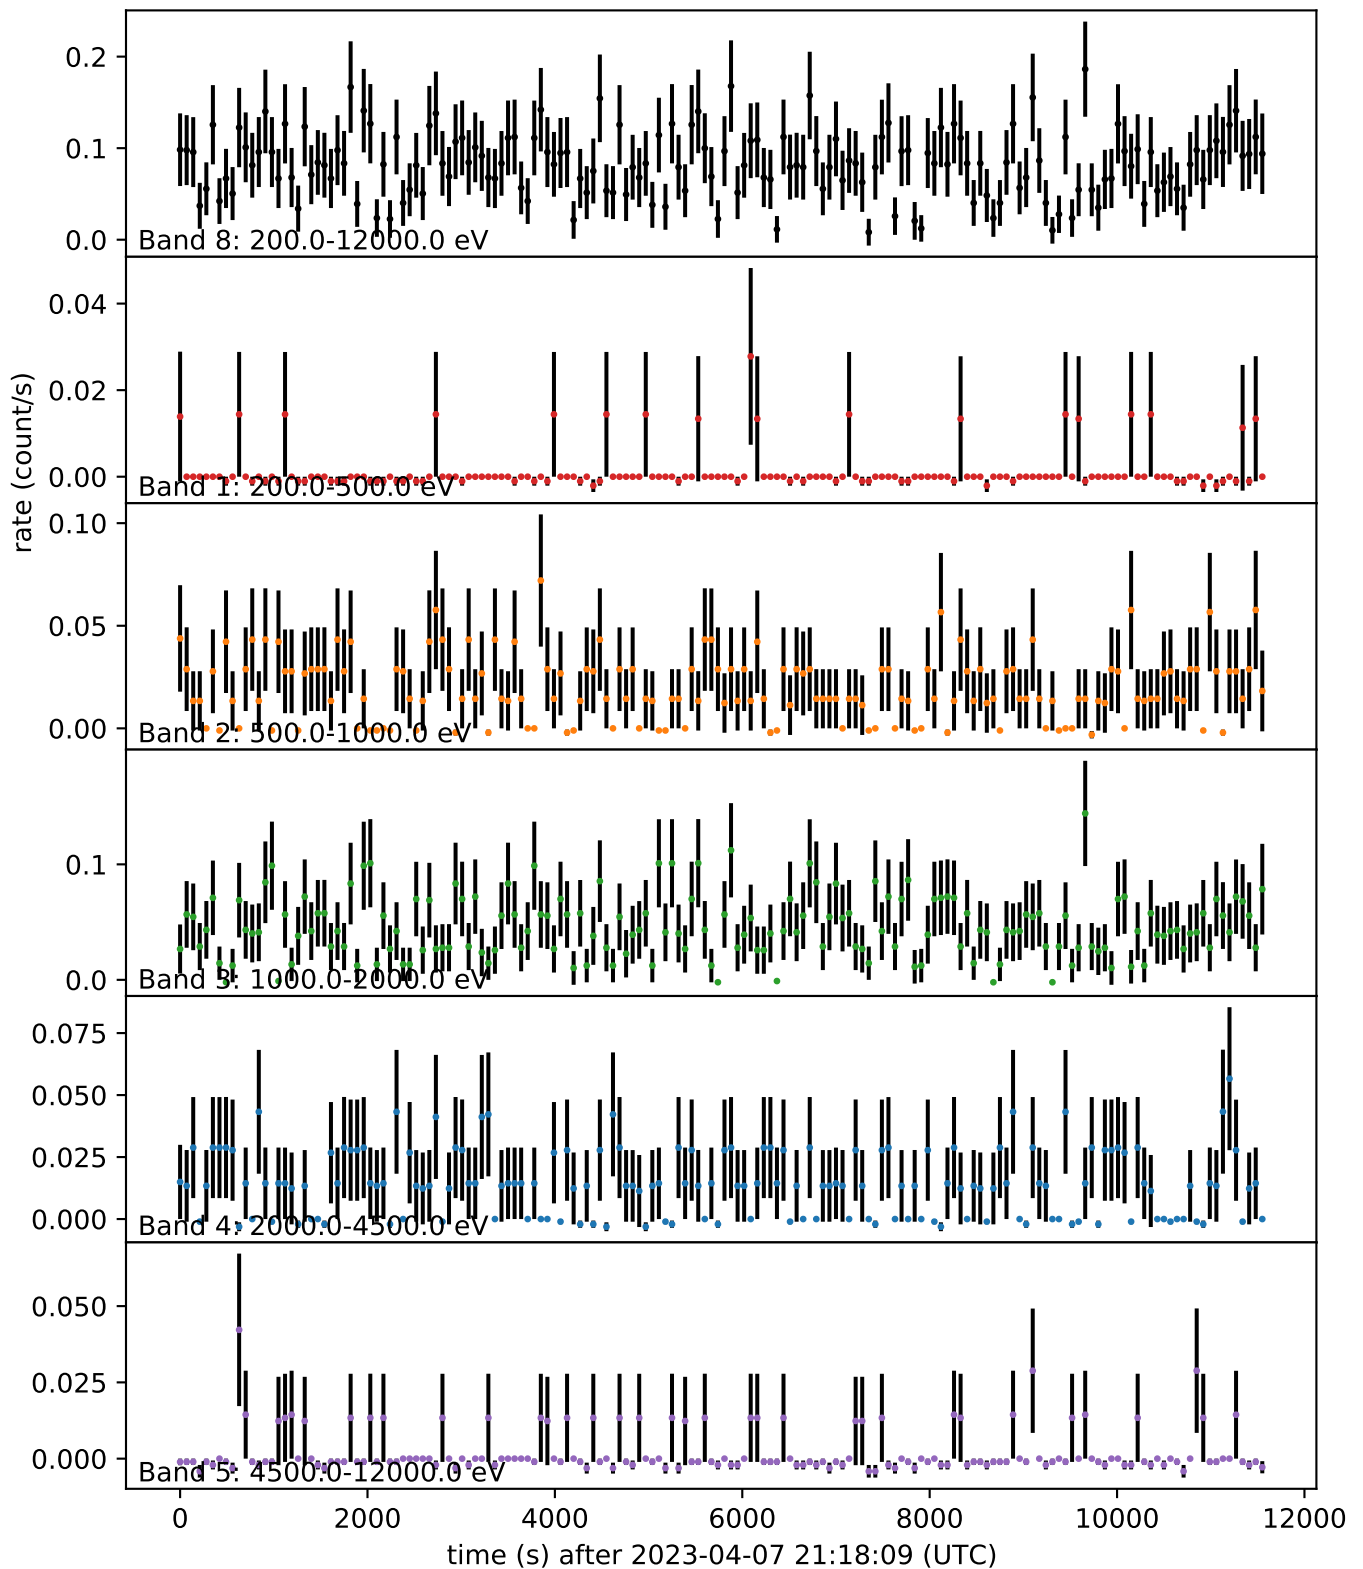 rate (count/s)
0.2
0.1
0.0
Band 8: 200.0-12000.0 eV
0.04
0.02
0.00
Band 1: 200.0-500.0 eV
0.10
0.05
0.00
Band 2: 500.0-1000.0 eV
0.1
0.0
Band 3: 1000.0-2000.0 eV
0.075
0.050
0.025
0.000
Band 4: 2000.0-4500.0 eV
0.050
0.025
0.000
Band 5: 4500.0-12000.0 eV
0 2000 4000 6000 8000 10000 12000
time (s) after 2023-04-07 21:18:09 (UTC)